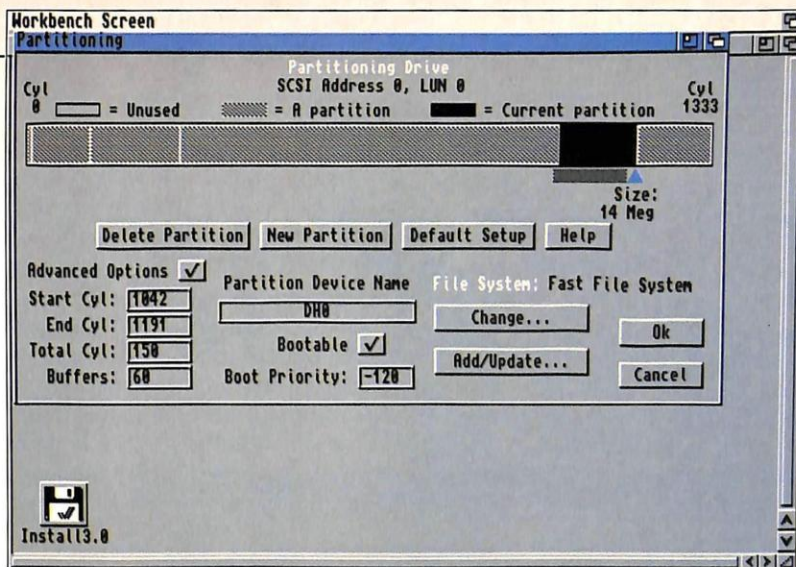 Workbench Screen
Partitioning
Partitioning Drive
SCSI Address 0, LUN 0
Cyl
0
Cyl
1333
= Unused
= A partition
= Current partition
Size:
14 Meg
Delete Partition
New Partition
Default Setup
Help
Advanced Options
Start Cyl: 1042
End Cyl: 1191
Total Cyl: 150
Buffers: 60
Partition Device Name
DH0
Bootable
Boot Priority: -120
File System: Fast File System
Change...
Add/Update...
Ok
Cancel
Install3.0